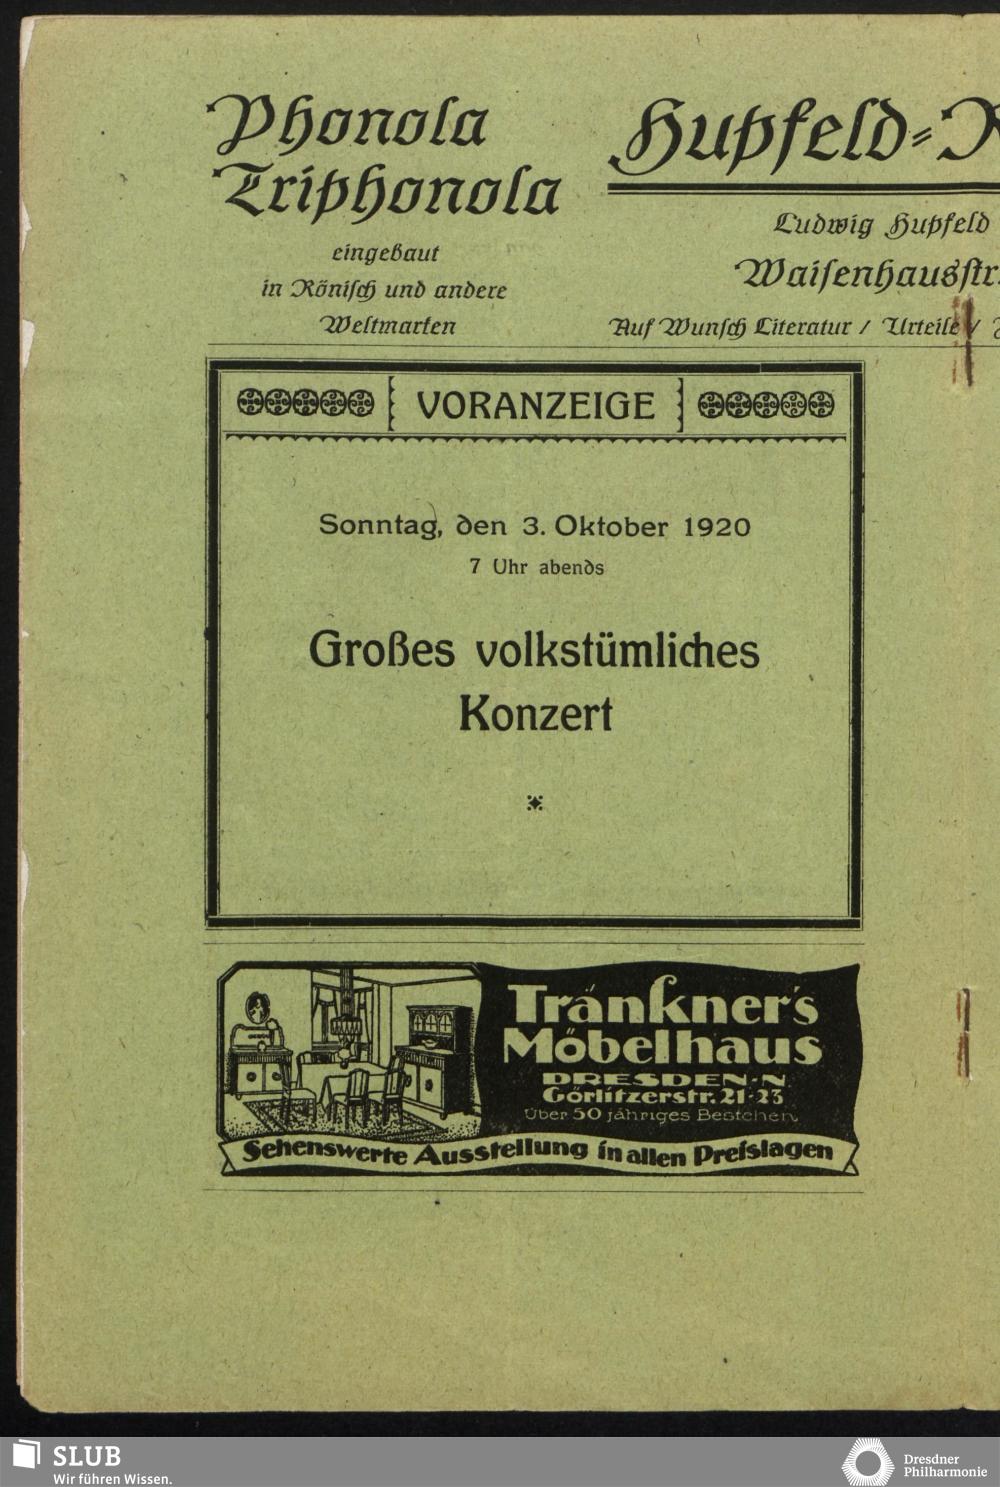 Phonola
Triphonola
eingebaut
in Röniſch und andere
Weltmarken
Hupfeld-
Ludwig Hupfeld
Waiſenhausſtr.
Auf Wunſch Literatur / Urteile /
VORANZEIGE
Sonntag, den 3. Oktober 1920
7 Uhr abends
Großes volkstümliches
Konzert
Tränkner's
Möbelhaus
DRESDEN-N
Görlitzerstr. 21-23
Über 50 jähriges Bestehen
Sehenswerte Ausstellung in allen Preislagen
SLUB
Wir führen Wissen.
Dresdner
Philharmonie